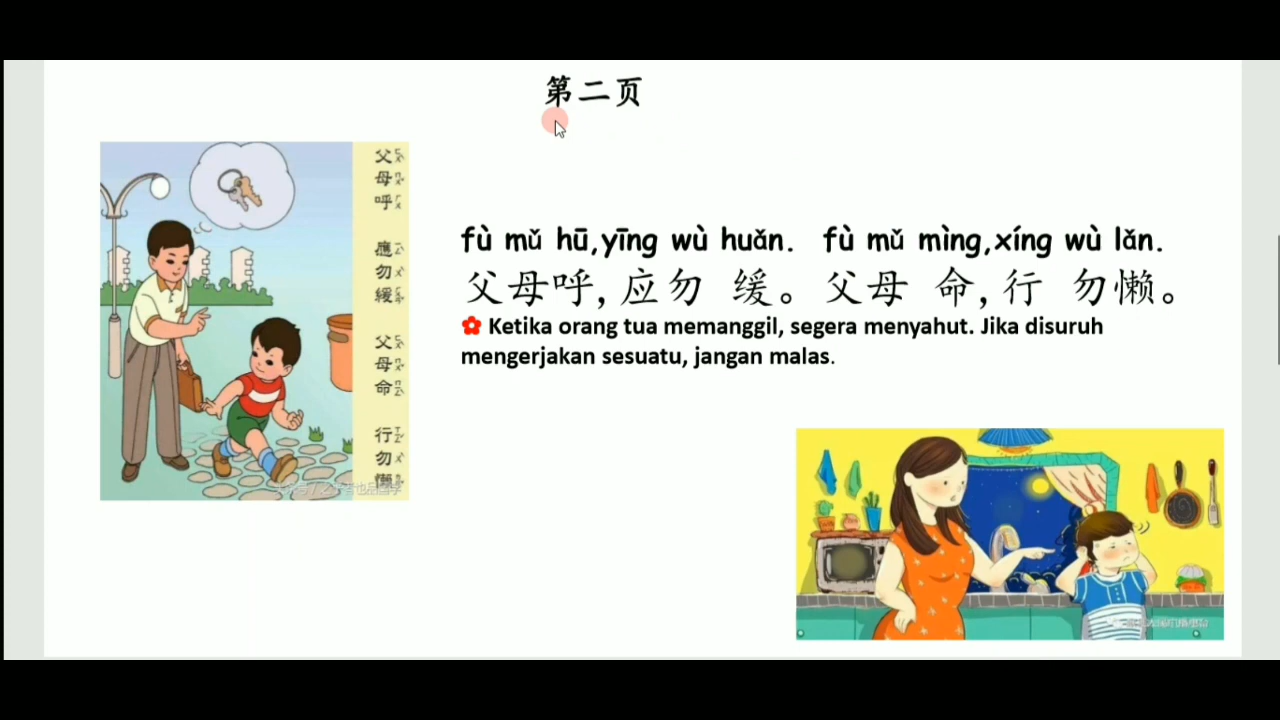 第二页
父母呼
應勿緩
父母命
行勿懶
fù mǔ hū,yīng wù huǎn. fù mǔ mìng,xíng wù lǎn.
父母呼,应勿 缓。父母 命,行 勿懒。
Ketika orang tua memanggil, segera menyahut. Jika disuruh
mengerjakan sesuatu, jangan malas.